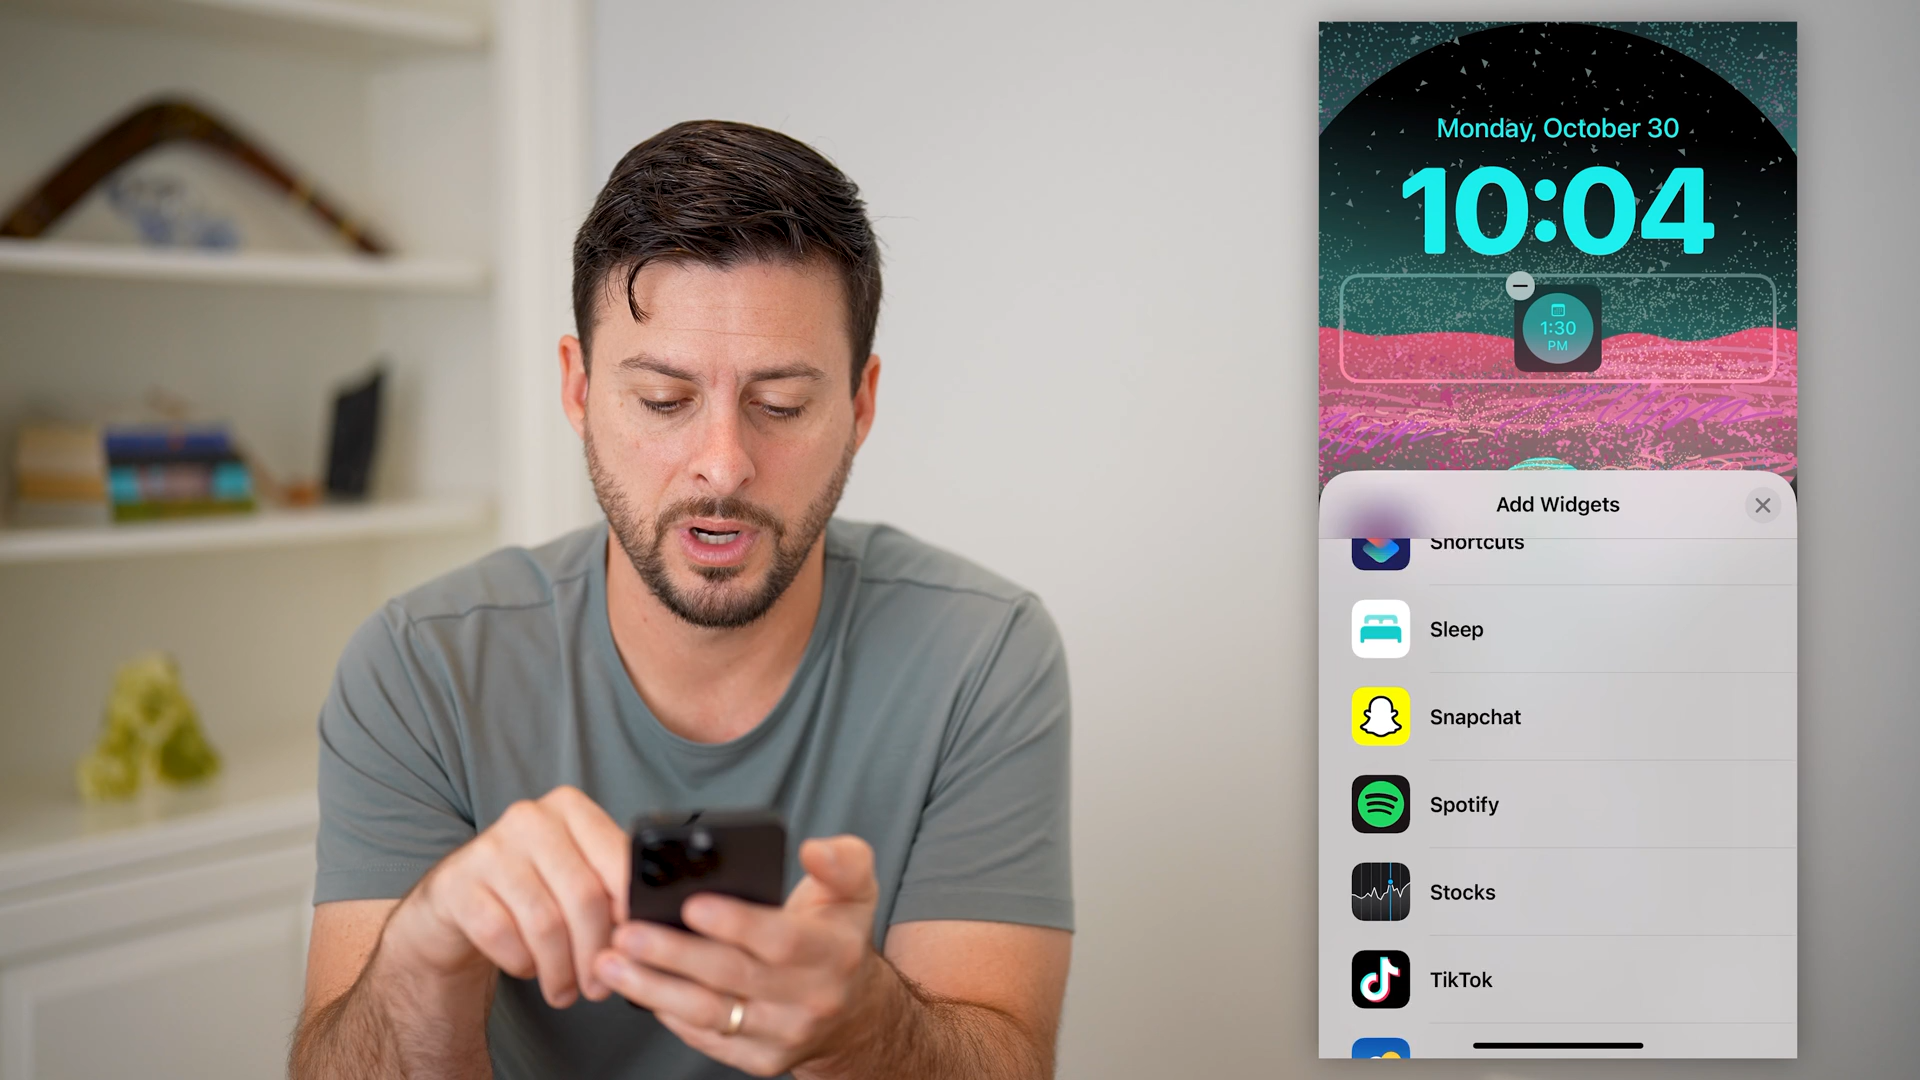 Monday, October 30
10:04
1:30
PM
Add Widgets
Shortcuts
Sleep
Snapchat
Spotify
Stocks
TikTok